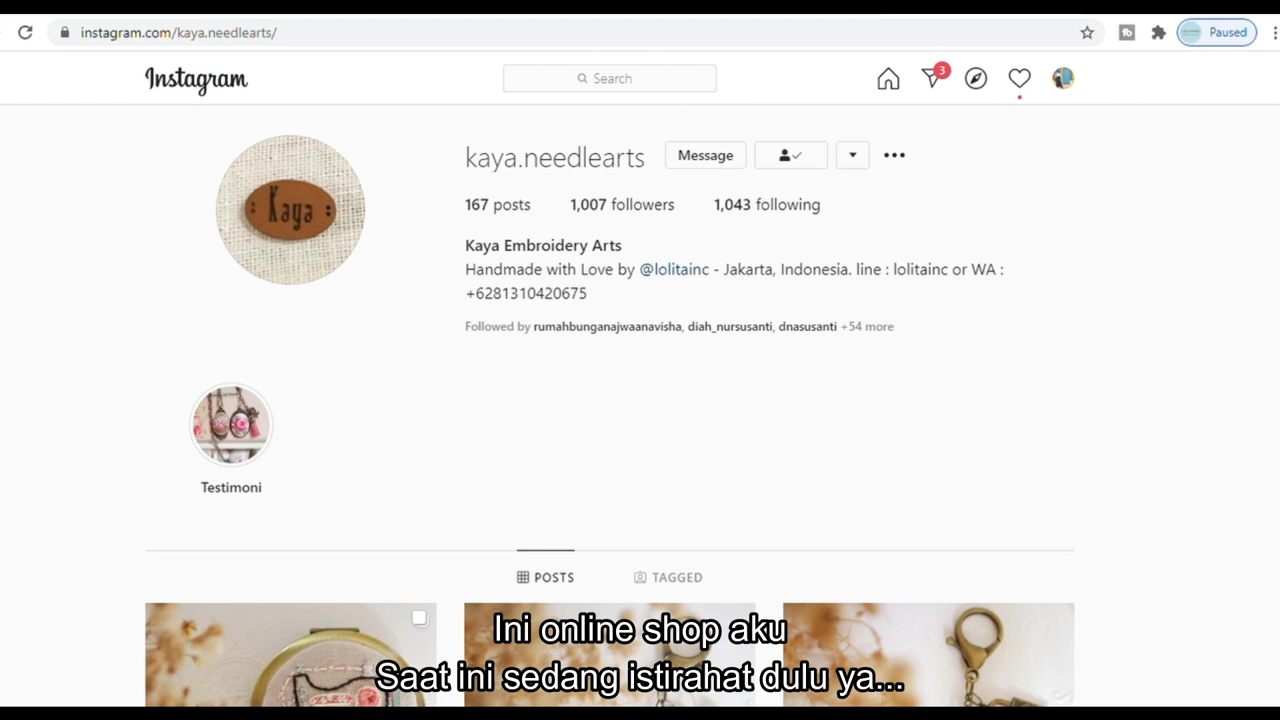 instagram.com/kaya.needlearts/
Paused
Instagram
Search
3
Kaya
kaya.needlearts
Message
167 posts 1,007 followers 1,043 following
Kaya Embroidery Arts
Handmade with Love by @lolitainc - Jakarta, Indonesia. line : lolitainc or WA :
+6281310420675
Followed by rumahbunganajwaanavisha, diah_nursusanti, dnasusanti +54 more
Testimoni
POSTS TAGGED
Ini online shop aku
Saat ini sedang istirahat dulu ya...